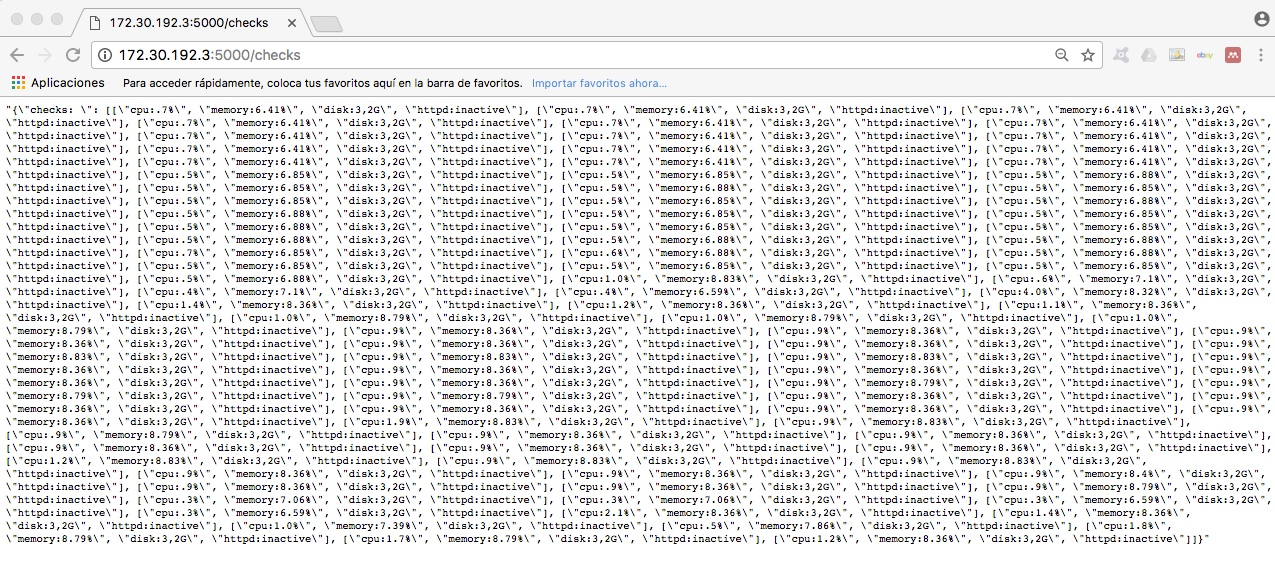 172.30.192.3:5000/checks
172.30.192.3:5000/checks
ebay
Aplicaciones Para acceder rápidamente, coloca tus favoritos aquí en la barra de favoritos. Importar favoritos ahora...
"{\"checks: \": [[\"cpu:.7%\", \"memory:6.41%\", \"disk:3,2G\", \"httpd:inactive\"], [\"cpu:.7%\", \"memory:6.41%\", \"disk:3,2G\", \"httpd:inactive\"], [\"cpu:.7%\", \"memory:6.41%\", \"disk:3,2G\",
\"httpd:inactive\"], [\"cpu:.7%\", \"memory:6.41%\", \"disk:3,2G\", \"httpd:inactive\"], [\"cpu:.7%\", \"memory:6.41%\", \"disk:3,2G\", \"httpd:inactive\"], [\"cpu:.7%\", \"memory:6.41%\", \"disk:3,2G\",
\"httpd:inactive\"], [\"cpu:.7%\", \"memory:6.41%\", \"disk:3,2G\", \"httpd:inactive\"], [\"cpu:.7%\", \"memory:6.41%\", \"disk:3,2G\", \"httpd:inactive\"], [\"cpu:.7%\", \"memory:6.41%\", \"disk:3,2G\",
\"httpd:inactive\"], [\"cpu:.7%\", \"memory:6.41%\", \"disk:3,2G\", \"httpd:inactive\"], [\"cpu:.7%\", \"memory:6.41%\", \"disk:3,2G\", \"httpd:inactive\"], [\"cpu:.7%\", \"memory:6.41%\", \"disk:3,2G\",
\"httpd:inactive\"], [\"cpu:.7%\", \"memory:6.41%\", \"disk:3,2G\", \"httpd:inactive\"], [\"cpu:.7%\", \"memory:6.41%\", \"disk:3,2G\", \"httpd:inactive\"], [\"cpu:.7%\", \"memory:6.41%\", \"disk:3,2G\",
\"httpd:inactive\"], [\"cpu:.5%\", \"memory:6.85%\", \"disk:3,2G\", \"httpd:inactive\"], [\"cpu:.5%\", \"memory:6.85%\", \"disk:3,2G\", \"httpd:inactive\"], [\"cpu:.5%\", \"memory:6.88%\", \"disk:3,2G\",
\"httpd:inactive\"], [\"cpu:.5%\", \"memory:6.85%\", \"disk:3,2G\", \"httpd:inactive\"], [\"cpu:.5%\", \"memory:6.88%\", \"disk:3,2G\", \"httpd:inactive\"], [\"cpu:.5%\", \"memory:6.85%\", \"disk:3,2G\",
\"httpd:inactive\"], [\"cpu:.5%\", \"memory:6.85%\", \"disk:3,2G\", \"httpd:inactive\"], [\"cpu:.5%\", \"memory:6.85%\", \"disk:3,2G\", \"httpd:inactive\"], [\"cpu:.5%\", \"memory:6.88%\", \"disk:3,2G\",
\"httpd:inactive\"], [\"cpu:.5%\", \"memory:6.88%\", \"disk:3,2G\", \"httpd:inactive\"], [\"cpu:.5%\", \"memory:6.85%\", \"disk:3,2G\", \"httpd:inactive\"], [\"cpu:.5%\", \"memory:6.85%\", \"disk:3,2G\",
\"httpd:inactive\"], [\"cpu:.5%\", \"memory:6.88%\", \"disk:3,2G\", \"httpd:inactive\"], [\"cpu:.5%\", \"memory:6.88%\", \"disk:3,2G\", \"httpd:inactive\"], [\"cpu:.5%\", \"memory:6.85%\", \"disk:3,2G\",
\"httpd:inactive\"], [\"cpu:.5%\", \"memory:6.88%\", \"disk:3,2G\", \"httpd:inactive\"], [\"cpu:.5%\", \"memory:6.88%\", \"disk:3,2G\", \"httpd:inactive\"], [\"cpu:.5%\", \"memory:6.88%\", \"disk:3,2G\",
\"httpd:inactive\"], [\"cpu:.7%\", \"memory:6.85%\", \"disk:3,2G\", \"httpd:inactive\"], [\"cpu:.6%\", \"memory:6.88%\", \"disk:3,2G\", \"httpd:inactive\"], [\"cpu:.5%\", \"memory:6.85%\", \"disk:3,2G\",
\"httpd:inactive\"], [\"cpu:.5%\", \"memory:6.85%\", \"disk:3,2G\", \"httpd:inactive\"], [\"cpu:.5%\", \"memory:6.85%\", \"disk:3,2G\", \"httpd:inactive\"], [\"cpu:.5%\", \"memory:6.88%\", \"disk:3,2G\",
\"httpd:inactive\"], [\"cpu:.5%\", \"memory:6.88%\", \"disk:3,2G\", \"httpd:inactive\"], [\"cpu:1.0%\", \"memory:8.83%\", \"disk:3,2G\", \"httpd:inactive\"], [\"cpu:.6%\", \"memory:7.1%\", \"disk:3,2G\",
\"httpd:inactive\"], [\"cpu:.4%\", \"memory:7.1%\", \"disk:3,2G\", \"httpd:inactive\"], [\"cpu:.4%\", \"memory:6.59%\", \"disk:3,2G\", \"httpd:inactive\"], [\"cpu:4.0%\", \"memory:8.32%\", \"disk:3,2G\",
\"httpd:inactive\"], [\"cpu:1.4%\", \"memory:8.36%\", \"disk:3,2G\", \"httpd:inactive\"], [\"cpu:1.2%\", \"memory:8.36%\", \"disk:3,2G\", \"httpd:inactive\"], [\"cpu:1.1%\", \"memory:8.36%\",
\"disk:3,2G\", \"httpd:inactive\"], [\"cpu:1.0%\", \"memory:8.79%\", \"disk:3,2G\", \"httpd:inactive\"], [\"cpu:1.0%\", \"memory:8.79%\", \"disk:3,2G\", \"httpd:inactive\"], [\"cpu:1.0%\",
\"memory:8.79%\", \"disk:3,2G\", \"httpd:inactive\"], [\"cpu:.9%\", \"memory:8.36%\", \"disk:3,2G\", \"httpd:inactive\"], [\"cpu:.9%\", \"memory:8.36%\", \"disk:3,2G\", \"httpd:inactive\"], [\"cpu:.9%\",
\"memory:8.36%\", \"disk:3,2G\", \"httpd:inactive\"], [\"cpu:.9%\", \"memory:8.36%\", \"disk:3,2G\", \"httpd:inactive\"], [\"cpu:.9%\", \"memory:8.36%\", \"disk:3,2G\", \"httpd:inactive\"], [\"cpu:.9%\",
\"memory:8.83%\", \"disk:3,2G\", \"httpd:inactive\"], [\"cpu:.9%\", \"memory:8.83%\", \"disk:3,2G\", \"httpd:inactive\"], [\"cpu:.9%\", \"memory:8.83%\", \"disk:3,2G\", \"httpd:inactive\"], [\"cpu:.9%\",
\"memory:8.36%\", \"disk:3,2G\", \"httpd:inactive\"], [\"cpu:.9%\", \"memory:8.36%\", \"disk:3,2G\", \"httpd:inactive\"], [\"cpu:.9%\", \"memory:8.36%\", \"disk:3,2G\", \"httpd:inactive\"], [\"cpu:.9%\",
\"memory:8.36%\", \"disk:3,2G\", \"httpd:inactive\"], [\"cpu:.9%\", \"memory:8.36%\", \"disk:3,2G\", \"httpd:inactive\"], [\"cpu:.9%\", \"memory:8.79%\", \"disk:3,2G\", \"httpd:inactive\"], [\"cpu:.9%\",
\"memory:8.79%\", \"disk:3,2G\", \"httpd:inactive\"], [\"cpu:.9%\", \"memory:8.79%\", \"disk:3,2G\", \"httpd:inactive\"], [\"cpu:.9%\", \"memory:8.36%\", \"disk:3,2G\", \"httpd:inactive\"], [\"cpu:.9%\",
\"memory:8.36%\", \"disk:3,2G\", \"httpd:inactive\"], [\"cpu:.9%\", \"memory:8.36%\", \"disk:3,2G\", \"httpd:inactive\"], [\"cpu:.9%\", \"memory:8.36%\", \"disk:3,2G\", \"httpd:inactive\"], [\"cpu:.9%\",
\"memory:8.36%\", \"disk:3,2G\", \"httpd:inactive\"], [\"cpu:1.9%\", \"memory:8.83%\", \"disk:3,2G\", \"httpd:inactive\"], [\"cpu:.9%\", \"memory:8.83%\", \"disk:3,2G\", \"httpd:inactive\"],
[\"cpu:.9%\", \"memory:8.79%\", \"disk:3,2G\", \"httpd:inactive\"], [\"cpu:.9%\", \"memory:8.36%\", \"disk:3,2G\", \"httpd:inactive\"], [\"cpu:.9%\", \"memory:8.36%\", \"disk:3,2G\", \"httpd:inactive\"],
[\"cpu:.9%\", \"memory:8.36%\", \"disk:3,2G\", \"httpd:inactive\"], [\"cpu:.9%\", \"memory:8.36%\", \"disk:3,2G\", \"httpd:inactive\"], [\"cpu:.9%\", \"memory:8.36%\", \"disk:3,2G\", \"httpd:inactive\"],
[\"cpu:1.2%\", \"memory:8.83%\", \"disk:3,2G\", \"httpd:inactive\"], [\"cpu:.9%\", \"memory:8.83%\", \"disk:3,2G\", \"httpd:inactive\"], [\"cpu:.9%\", \"memory:8.83%\", \"disk:3,2G\",
\"httpd:inactive\"], [\"cpu:.9%\", \"memory:8.36%\", \"disk:3,2G\", \"httpd:inactive\"], [\"cpu:.9%\", \"memory:8.36%\", \"disk:3,2G\", \"httpd:inactive\"], [\"cpu:.9%\", \"memory:8.4%\", \"disk:3,2G\",
\"httpd:inactive\"], [\"cpu:.9%\", \"memory:8.36%\", \"disk:3,2G\", \"httpd:inactive\"], [\"cpu:.9%\", \"memory:8.36%\", \"disk:3,2G\", \"httpd:inactive\"], [\"cpu:.9%\", \"memory:8.79%\", \"disk:3,2G\",
\"httpd:inactive\"], [\"cpu:.3%\", \"memory:7.06%\", \"disk:3,2G\", \"httpd:inactive\"], [\"cpu:.3%\", \"memory:7.06%\", \"disk:3,2G\", \"httpd:inactive\"], [\"cpu:.3%\", \"memory:6.59%\", \"disk:3,2G\",
\"httpd:inactive\"], [\"cpu:.3%\", \"memory:6.59%\", \"disk:3,2G\", \"httpd:inactive\"], [\"cpu:2.1%\", \"memory:8.36%\", \"disk:3,2G\", \"httpd:inactive\"], [\"cpu:1.4%\", \"memory:8.36%\",
\"disk:3,2G\", \"httpd:inactive\"], [\"cpu:1.0%\", \"memory:7.39%\", \"disk:3,2G\", \"httpd:inactive\"], [\"cpu:.5%\", \"memory:7.86%\", \"disk:3,2G\", \"httpd:inactive\"], [\"cpu:1.8%\",
\"memory:8.79%\", \"disk:3,2G\", \"httpd:inactive\"], [\"cpu:1.7%\", \"memory:8.79%\", \"disk:3,2G\", \"httpd:inactive\"], [\"cpu:1.2%\", \"memory:8.36%\", \"disk:3,2G\", \"httpd:inactive\"]]}"